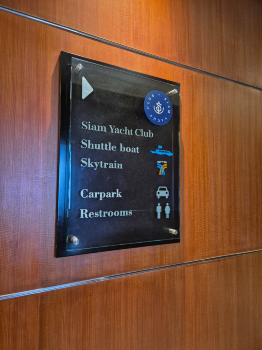 Siam Yacht Club
Shuttle boat
Skytrain
Carpark
Restrooms